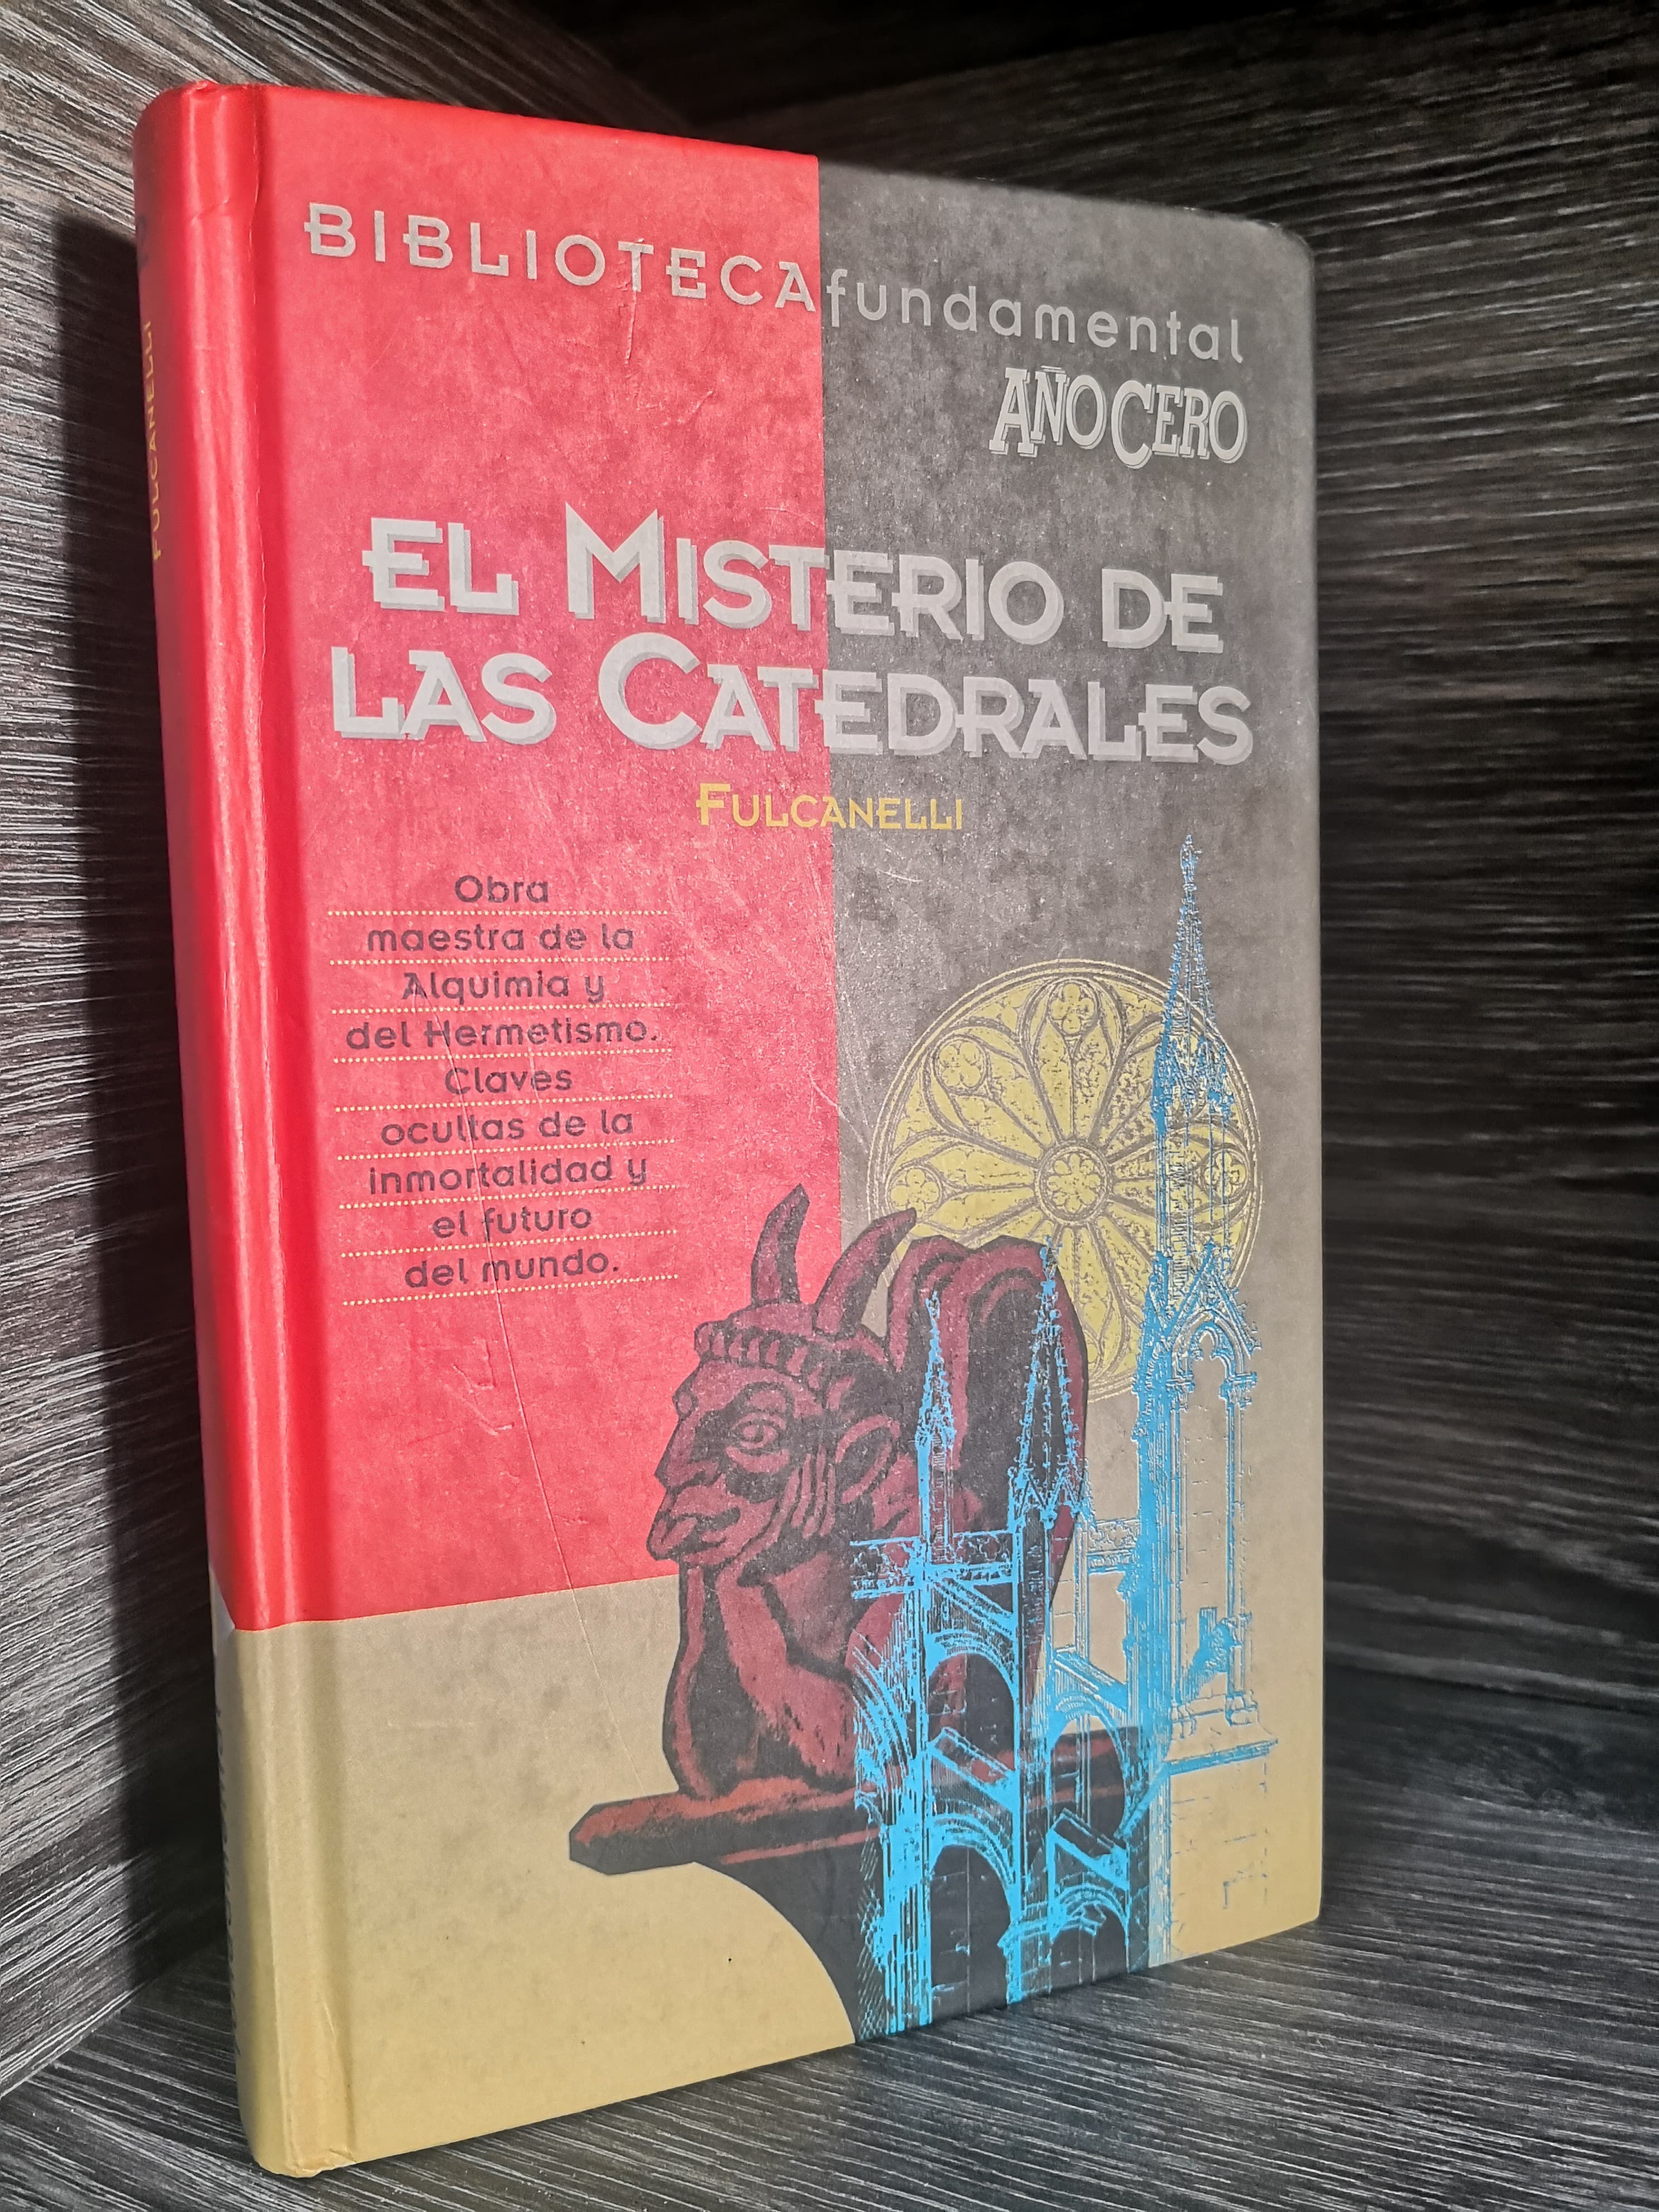 BIBLIOTECA fundamental
AÑO CERO
EL MISTERIO DE
LAS CATEDRALES
FULCANELLI
Obra
maestra de la
Alquimia y
del Hermetismo.
Claves
ocultas de la
inmortalidad y
el futuro
del mundo.
FULCANELLI